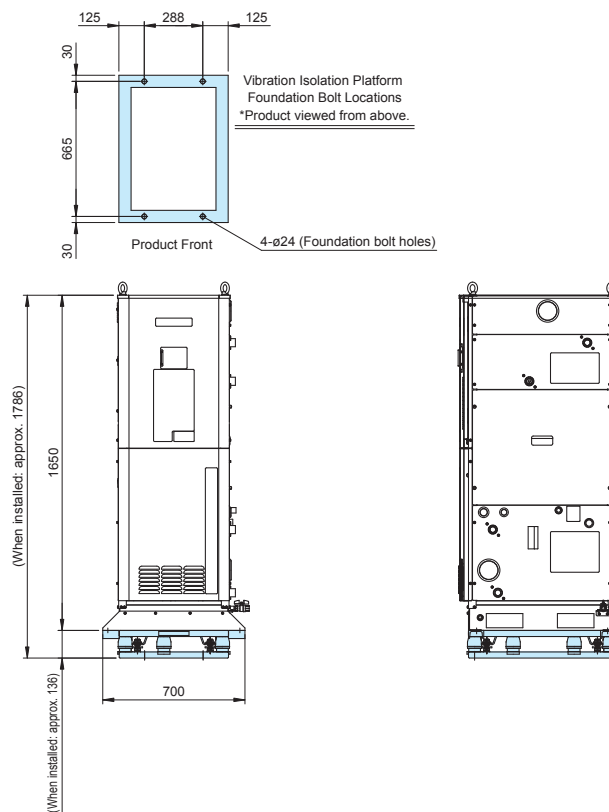 125
288
125
30
665
30
Vibration Isolation Platform
Foundation Bolt Locations
*Product viewed from above.
Product Front
4-ø24 (Foundation bolt holes)
(When installed: approx. 1786)
1650
700
(When installed: approx. 136)